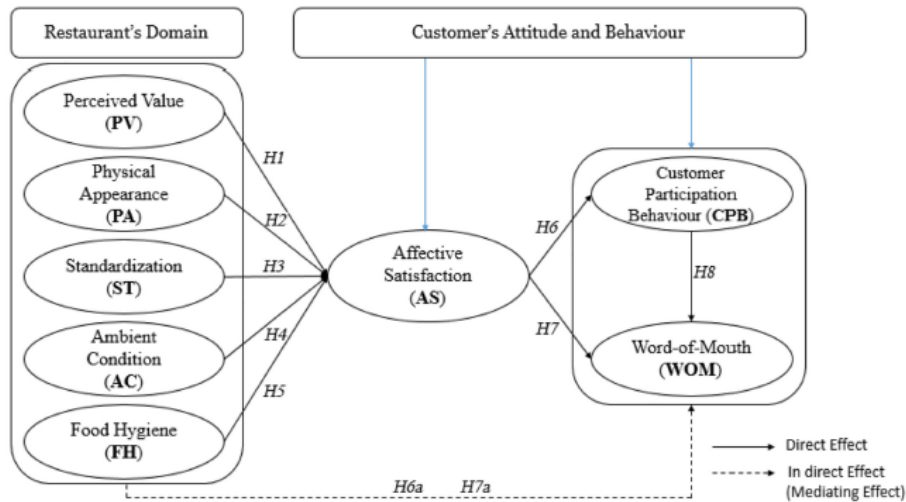 Restaurant's Domain
Customer's Attitude and Behaviour
Perceived Value
(PV)
Physical
Appearance
(PA)
Standardization
(ST)
Ambient
Condition
(AC)
Food Hygiene
(FH)
H1
H2
H3
H4
H5
Affective
Satisfaction
(AS)
H6
H7
Customer
Participation
Behaviour (CPB)
H8
Word-of-Mouth
(WOM)
H6a H7a
Direct Effect
In direct Effect
(Mediating Effect)